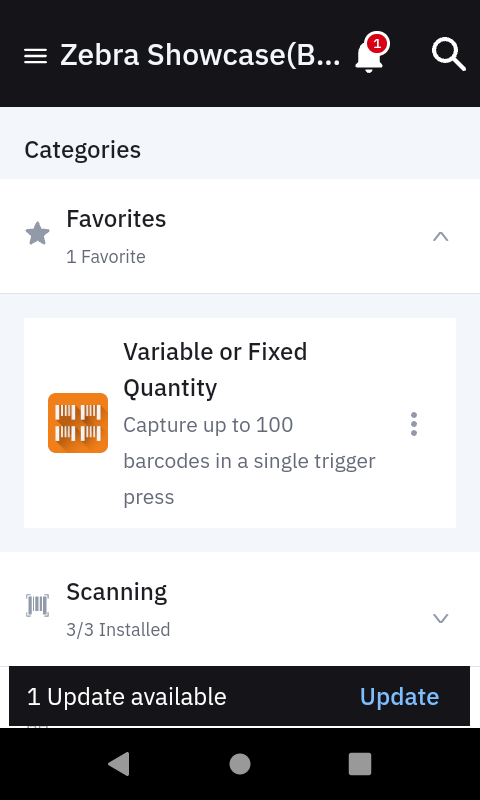 Zebra Showcase(B...
1
Categories
Favorites
1 Favorite
Variable or Fixed
Quantity
Capture up to 100
barcodes in a single trigger
press
Scanning
3/3 Installed
1 Update available
Update